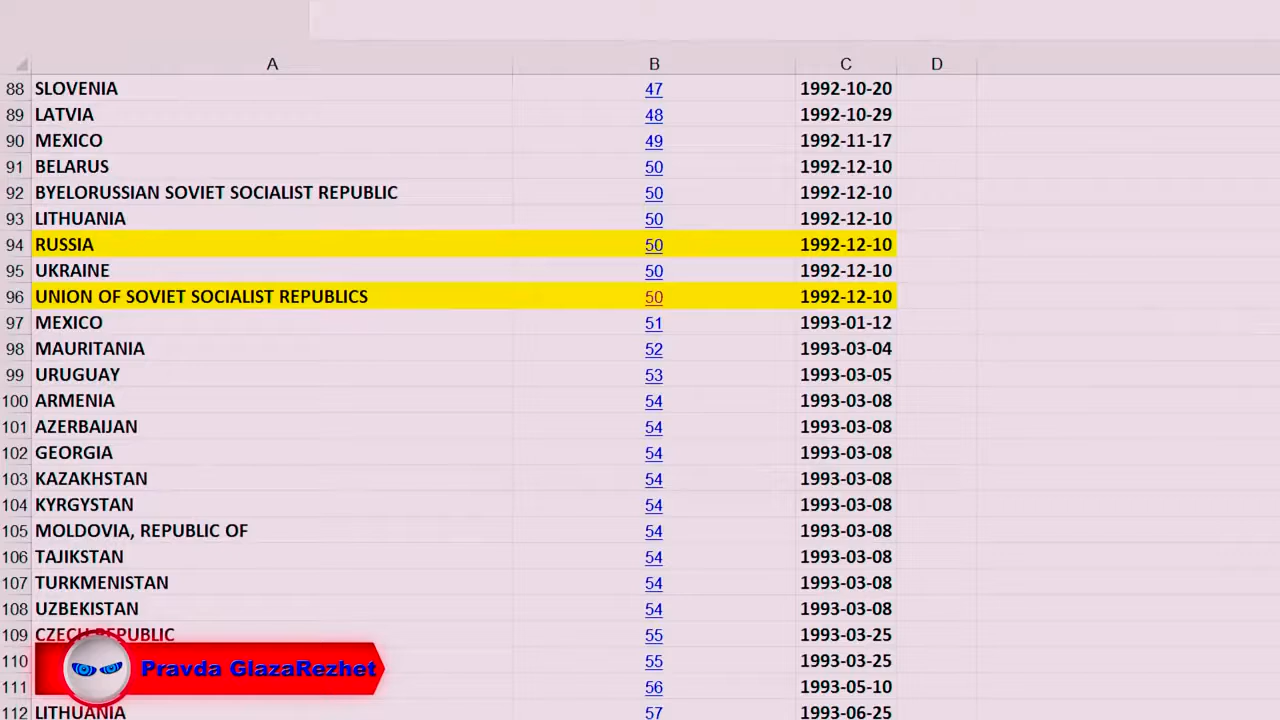 A B C D
88 SLOVENIA 47 1992-10-20
89 LATVIA 48 1992-10-29
90 MEXICO 49 1992-11-17
91 BELARUS 50 1992-12-10
92 BYELORUSSIAN SOVIET SOCIALIST REPUBLIC 50 1992-12-10
93 LITHUANIA 50 1992-12-10
94 RUSSIA 50 1992-12-10
95 UKRAINE 50 1992-12-10
96 UNION OF SOVIET SOCIALIST REPUBLICS 50 1992-12-10
97 MEXICO 51 1993-01-12
98 MAURITANIA 52 1993-03-04
99 URUGUAY 53 1993-03-05
100 ARMENIA 54 1993-03-08
101 AZERBAIJAN 54 1993-03-08
102 GEORGIA 54 1993-03-08
103 KAZAKHSTAN 54 1993-03-08
104 KYRGYSTAN 54 1993-03-08
105 MOLDOVIA, REPUBLIC OF 54 1993-03-08
106 TAJIKSTAN 54 1993-03-08
107 TURKMENISTAN 54 1993-03-08
108 UZBEKISTAN 54 1993-03-08
109 CZECH REPUBLIC 55 1993-03-25
110 55 1993-03-25
Pravda GlazaRezhet
111 56 1993-05-10
112 LITHUANIA 57 1993-06-25